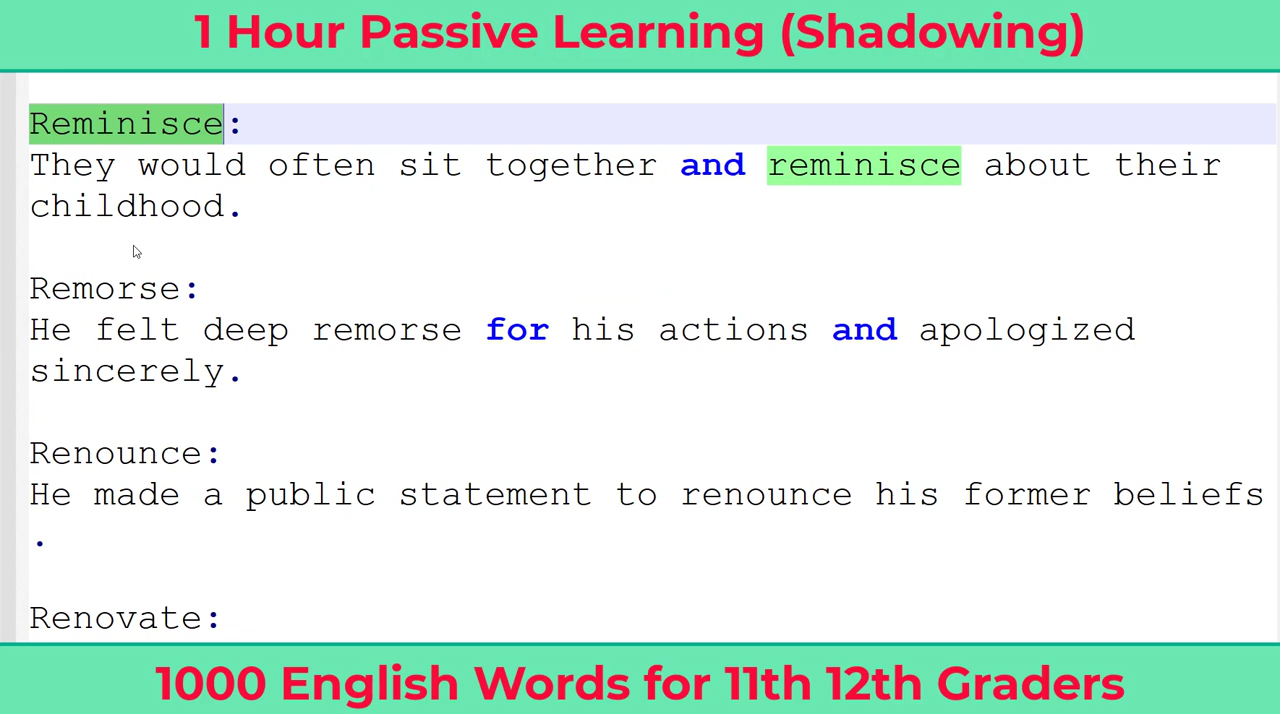 1 Hour Passive Learning (Shadowing)
Reminisce:
They would often sit together and reminisce about their
childhood.
Remorse:
He felt deep remorse for his actions and apologized
sincerely.
Renounce:
He made a public statement to renounce his former beliefs
.
Renovate:
1000 English Words for 11th 12th Graders